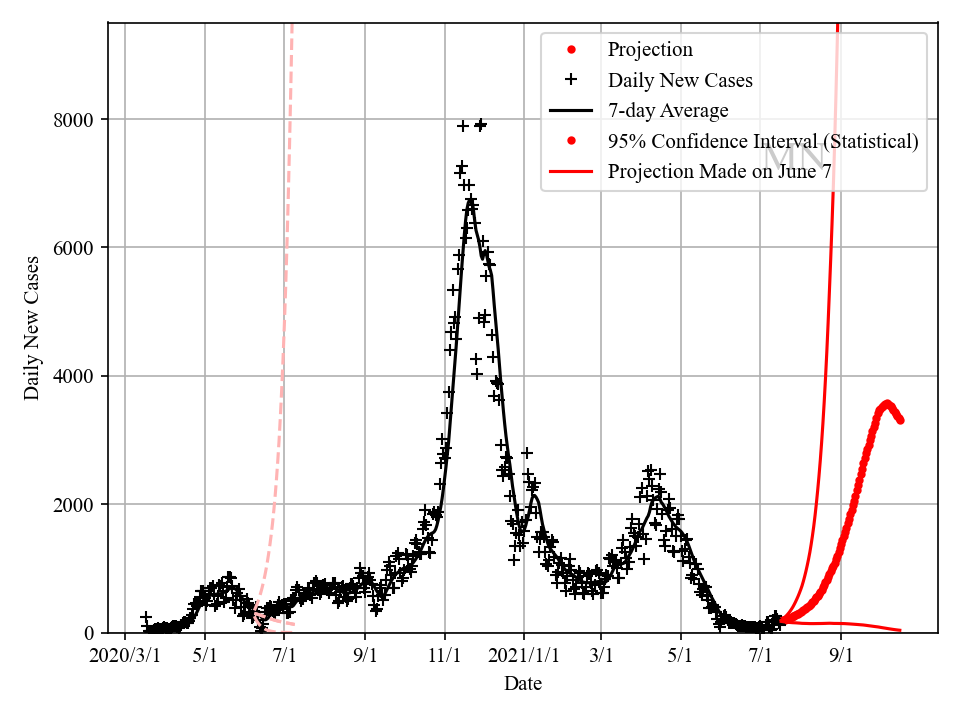 Projection
Daily New Cases
7-day Average
95% Confidence Interval (Statistical)
Projection Made on June 7
MN
Daily New Cases
8000
6000
4000
2000
0
2020/3/1 5/1 7/1 9/1 11/1 2021/1/1 3/1 5/1 7/1 9/1
Date